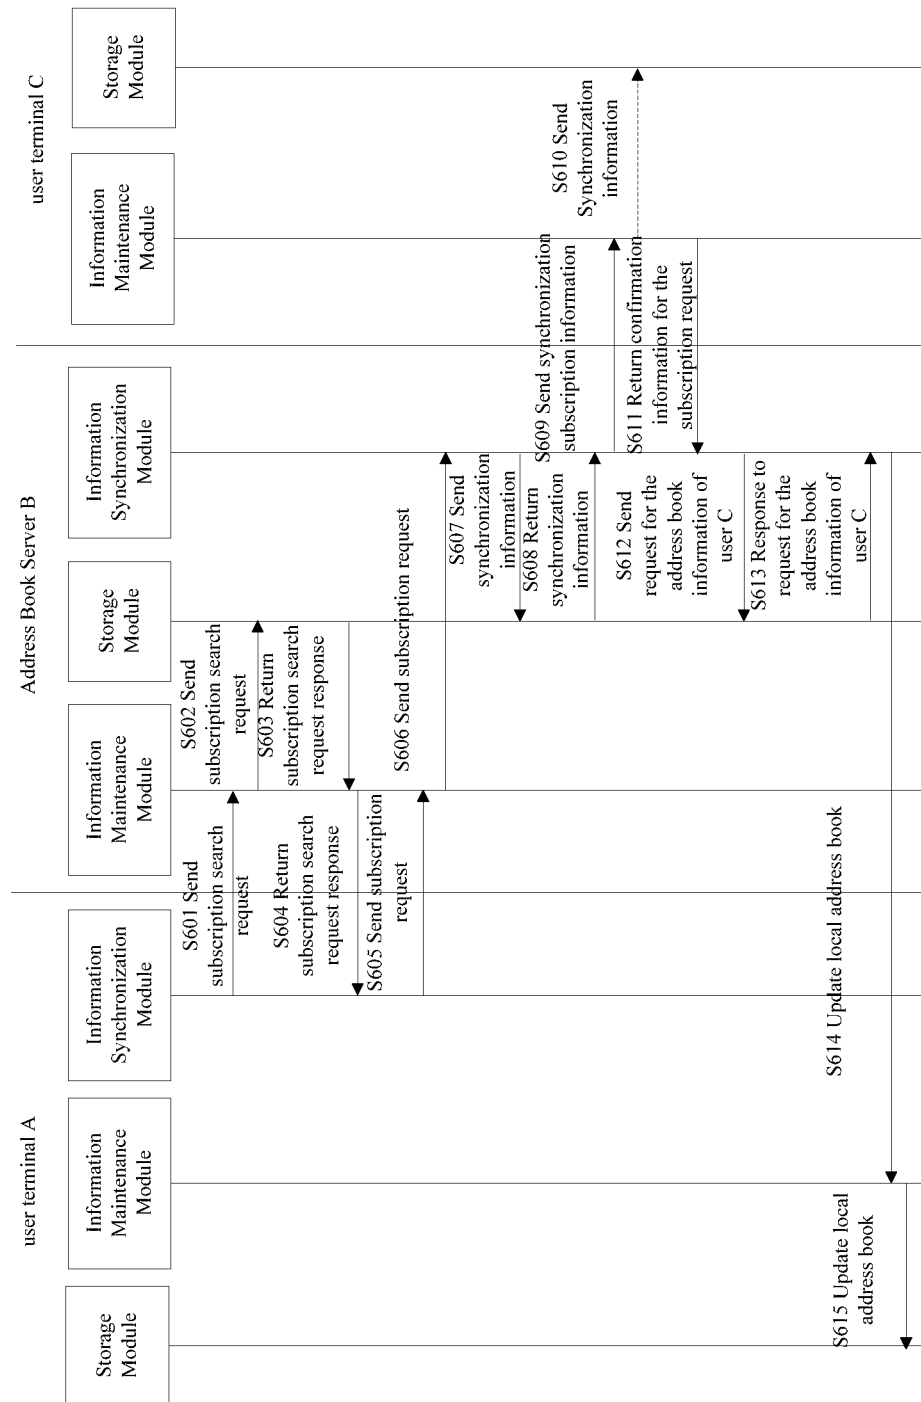 user terminal A
Address Book Server B
user terminal C
Storage
Module
Information
Maintenance
Module
Information
Synchronization
Module
Information
Maintenance
Module
Storage
Module
Information
Synchronization
Module
Information
Maintenance
Module
Storage
Module
S601 Send
subscription search
request
S602 Send
subscription search
request
S603 Return
subscription search
request response
S604 Return
subscription search
request response
S605 Send subscription
request
S606 Send subscription request
S607 Send
synchronization
information
S608 Return
synchronization
information
S609 Send synchronization
subscription information
S610 Send
Synchronization
information
S611 Return confirmation
information for the
subscription request
S612 Send
request for the
address book
information of
user C
S613 Response to
request for the
address book
information of
user C
S614 Update local address book
S615 Update local
address book